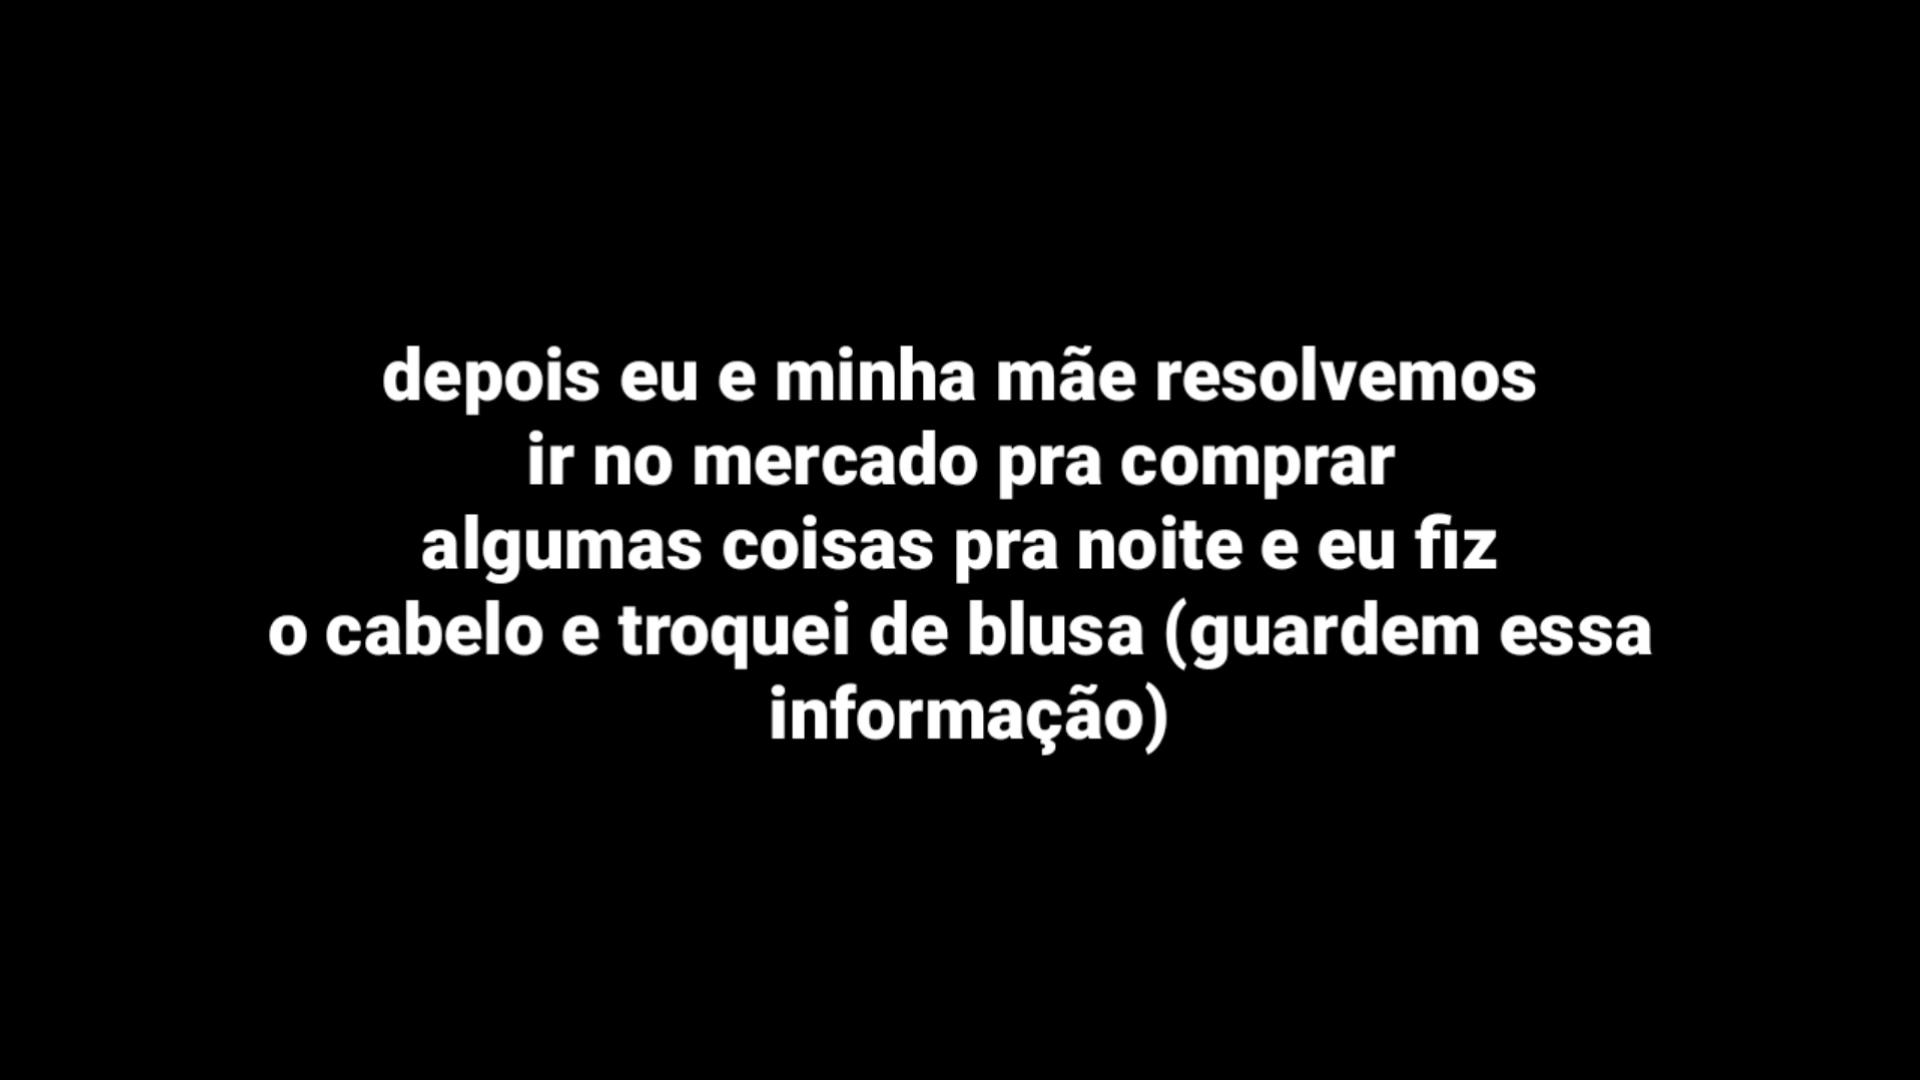 depois eu e minha mãe resolvemos
ir no mercado pra comprar
algumas coisas pra noite e eu fiz
o cabelo e troquei de blusa (guardem essa
informação)